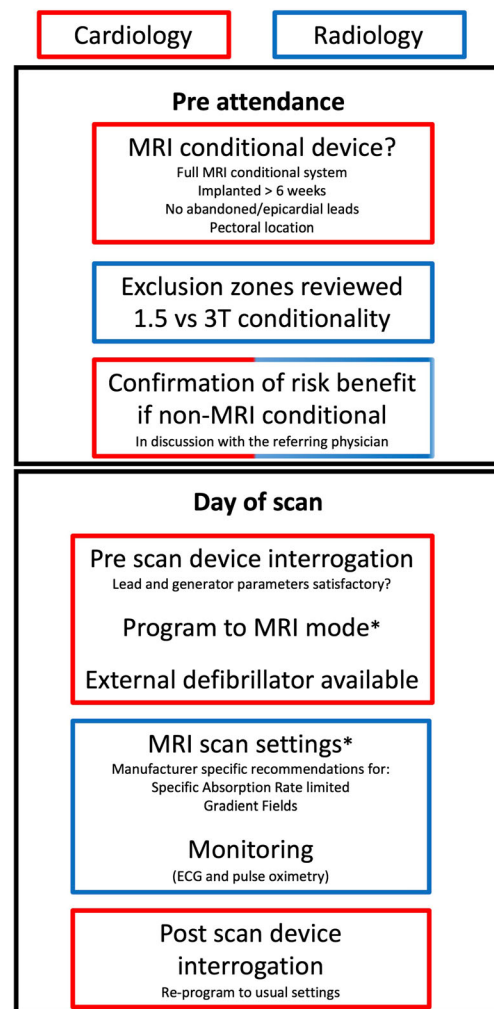 Cardiology
Radiology
Pre attendance
MRI conditional device?
Full MRI conditional system
Implanted > 6 weeks
No abandoned/epicardial leads
Pectoral location
Exclusion zones reviewed
1.5 vs 3T conditionality
Confirmation of risk benefit
if non-MRI conditional
In discussion with the referring physician
Day of scan
Pre scan device interrogation
Lead and generator parameters satisfactory?
Program to MRI mode*
External defibrillator available
MRI scan settings*
Manufacturer specific recommendations for:
Specific Absorption Rate limited
Gradient Fields
Monitoring
(ECG and pulse oximetry)
Post scan device
interrogation
Re-program to usual settings